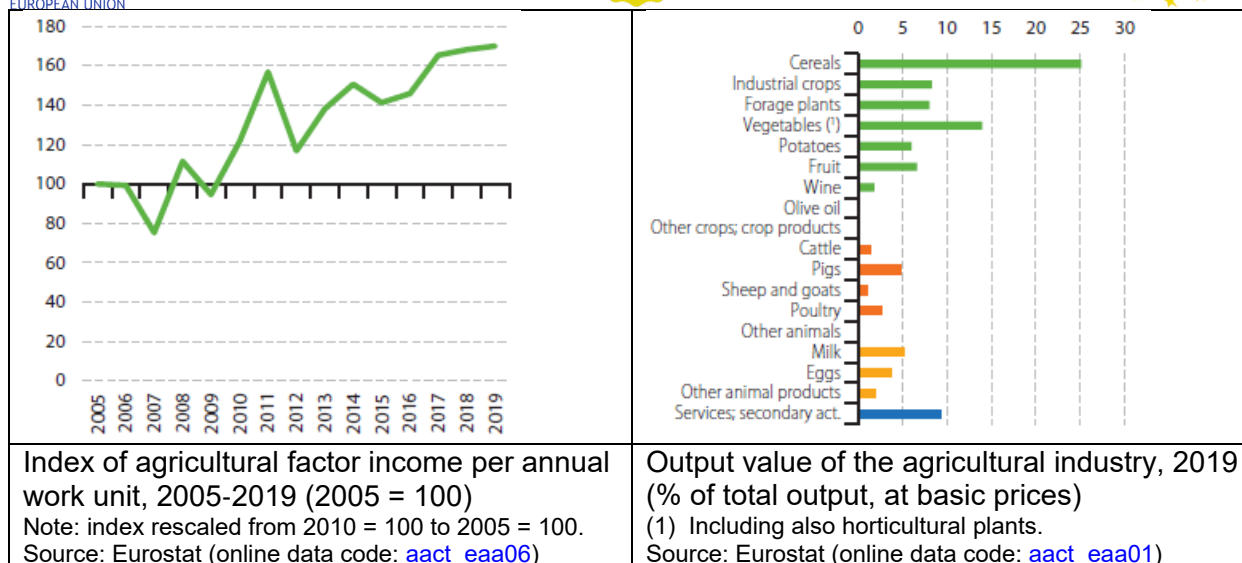 EUROPEAN UNION
180
160
140
120
100
80
60
40
20
0
2005 2006 2007 2008 2009 2010 2011 2012 2013 2014 2015 2016 2017 2018 2019
Index of agricultural factor income per annual
work unit, 2005-2019 (2005 = 100)
Note: index rescaled from 2010 = 100 to 2005 = 100.
Source: Eurostat (online data code: aact_eaa06)
0 5 10 15 20 25 30
Cereals
Industrial crops
Forage plants
Vegetables (¹)
Potatoes
Fruit
Wine
Olive oil
Other crops; crop products
Cattle
Pigs
Sheep and goats
Poultry
Other animals
Milk
Eggs
Other animal products
Services; secondary act.
Output value of the agricultural industry, 2019
(% of total output, at basic prices)
(1) Including also horticultural plants.
Source: Eurostat (online data code: aact_eaa01)